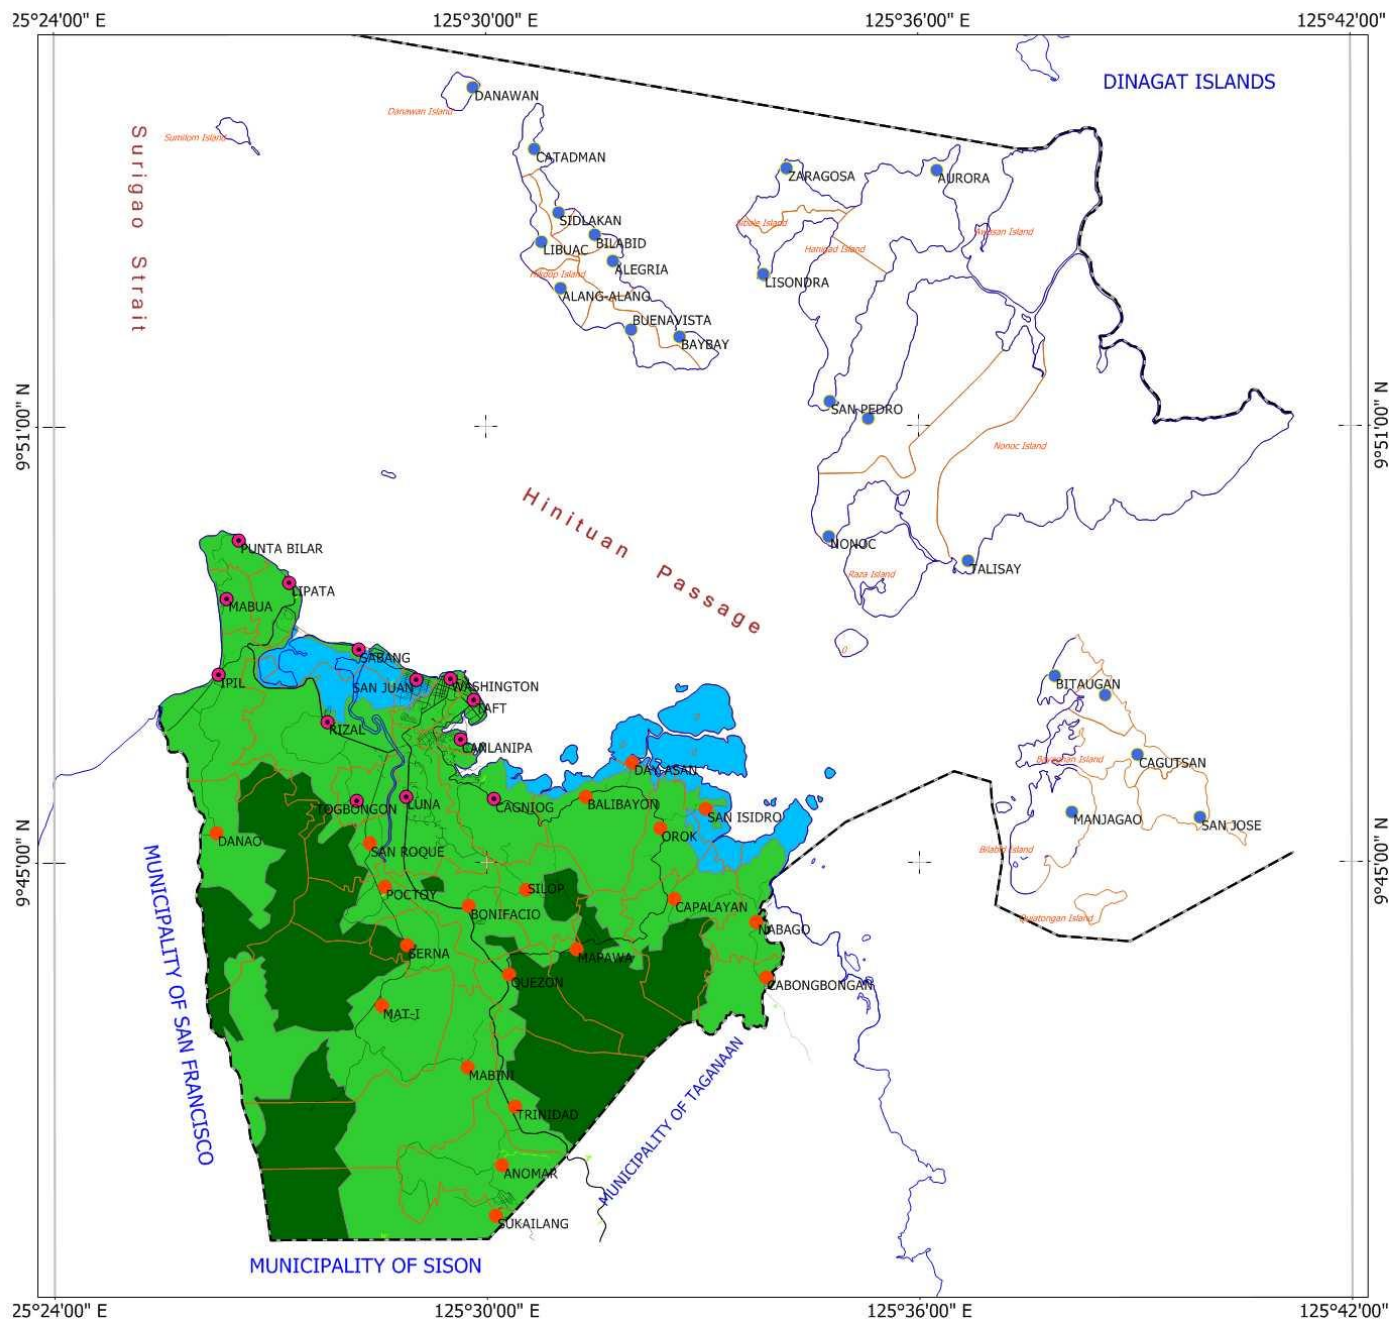 25°24'00" E
125°30'00" E
125°36'00" E
125°42'00" E
DINAGAT ISLANDS
DANAWAN
Danawan Island
Surigao Strait
Sumilom Island
CATADMAN
ZARAGOSA
AURORA
SIDLAKAN
BILABID
LIBUAC
Hanigad Island
ALEGRIA
Hikdop Island
LISONDRA
ALANG-ALANG
BUENAVISTA
BAYBAY
SAN PEDRO
9°51'00" N
9°51'00" N
Nonoc Island
Hinituan Passage
NONOC
PUNTA BILAR
TALISAY
Raza Island
LIPATA
MABUA
SABANG
IPIL
SAN JUAN
WASHINGTON
BITAUGAN
TAFT
RIZAL
CANLANIPA
DAY-ASAN
CAGUTSAN
TOGBONGON
LUNA
CAGNIOG
BALIBAYON
SAN ISIDRO
MANJAGAO
SAN JOSE
DANAO
OROK
SAN ROQUE
Bilabid Island
9°45'00" N
9°45'00" N
POCTOY
SILOP
BONIFACIO
CAPALAYAN
NABAGO
SERNA
MAPAWA
QUEZON
CABONGBONGAN
MAT-I
MUNICIPALITY OF SAN FRANCISCO
MABINI
MUNICIPALITY OF TAGANAAN
TRINIDAD
ANOMAR
SUKAILANG
MUNICIPALITY OF SISON
25°24'00" E
125°30'00" E
125°36'00" E
125°42'00" E